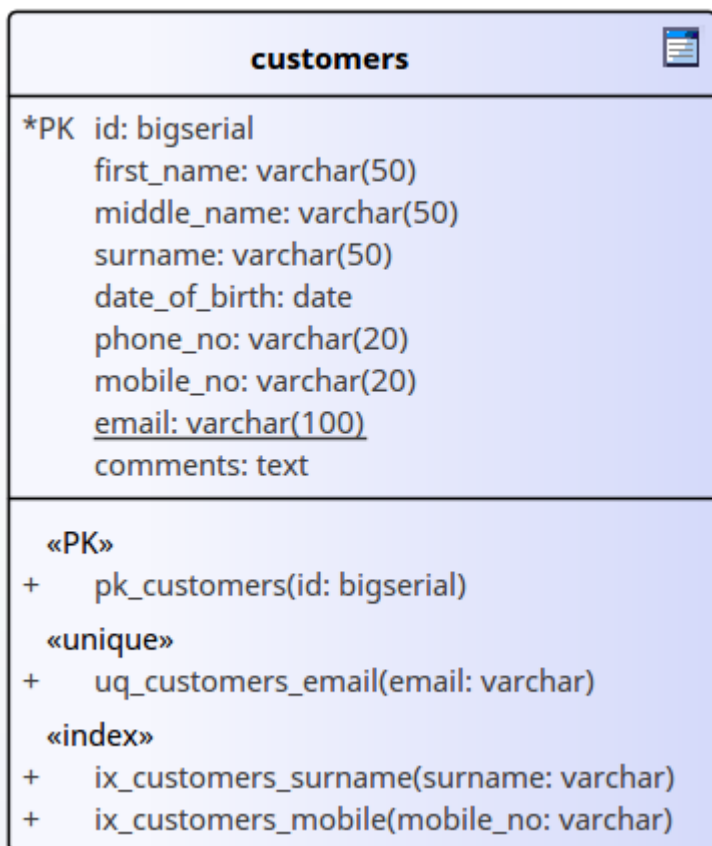 customers
*PK id: bigserial
first_name: varchar(50)
middle_name: varchar(50)
surname: varchar(50)
date_of_birth: date
phone_no: varchar(20)
mobile_no: varchar(20)
email: varchar(100)
comments: text
«PK»
+ pk_customers(id: bigserial)
«unique»
+ uq_customers_email(email: varchar)
«index»
+ ix_customers_surname(surname: varchar)
+ ix_customers_mobile(mobile_no: varchar)